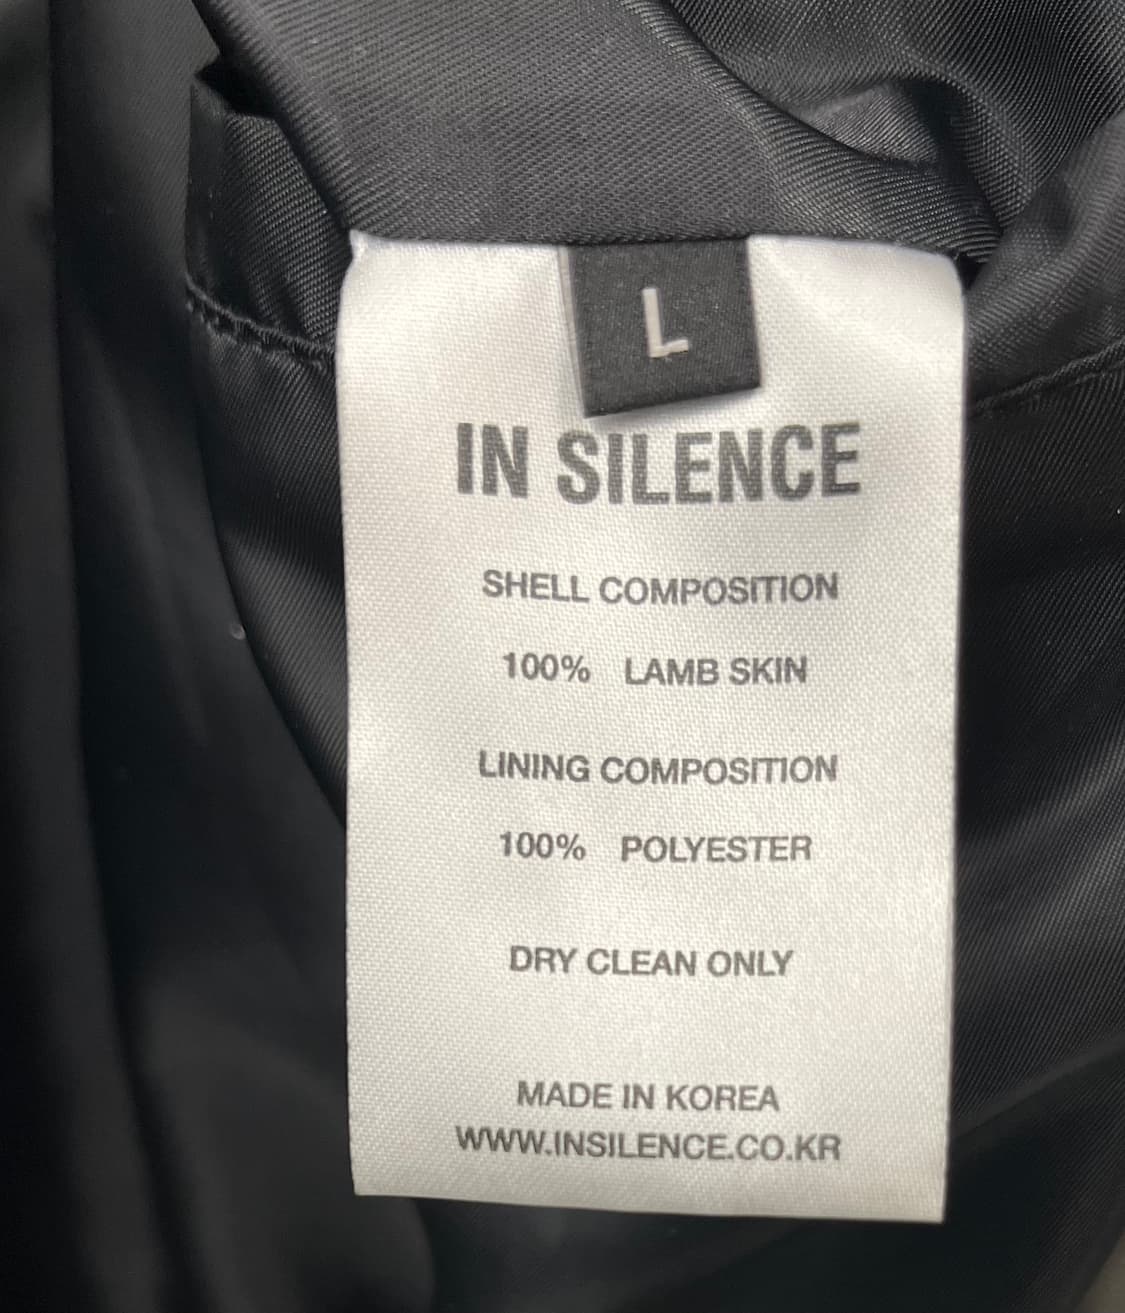 L
IN SILENCE
SHELL COMPOSITION
100% LAMB SKIN
LINING COMPOSITION
100% POLYESTER
DRY CLEAN ONLY
MADE IN KOREA
WWW.INSILENCE.CO.KR